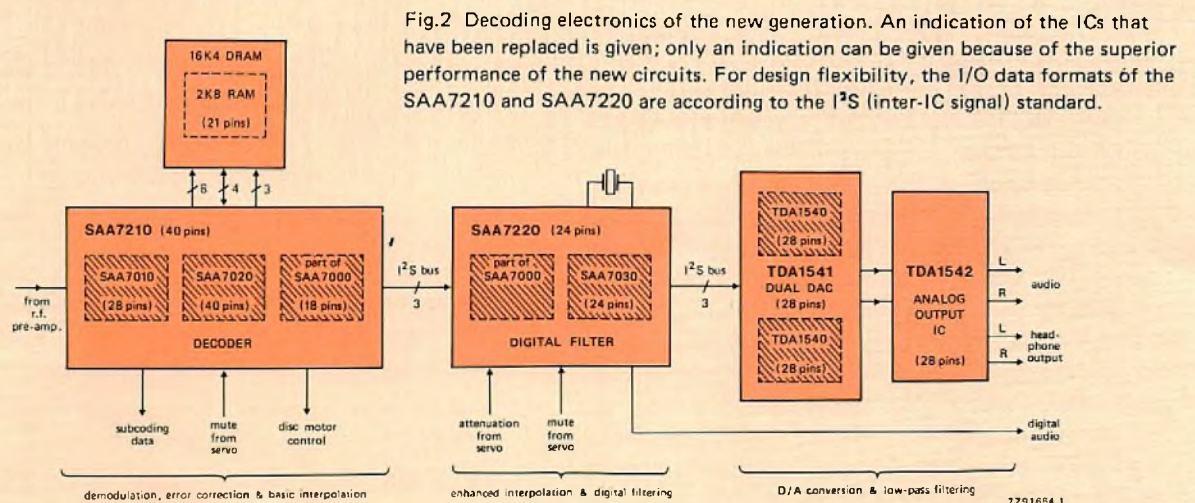 Fig.2 Decoding electronics of the new generation. An indication of the ICs that
have been replaced is given; only an indication can be given because of the superior
performance of the new circuits. For design flexibility, the I/O data formats of the
SAA7210 and SAA7220 are according to the I²S (inter-IC signal) standard.
16K4 DRAM
2K8 RAM
(21 pins)
6 4 3
SAA7210 (40 pins)
SAA7010
(28 pins)
SAA7020
(40 pins)
part of
SAA7000
(18 pins)
DECODER
from
r.f.
pre-amp.
subcoding
data
mute
from
servo
disc motor
control
demodulation, error correction & basic interpolation
I²S bus
3
SAA7220 (24 pins)
part of
SAA7000
SAA7030
(24 pins)
DIGITAL FILTER
attenuation
from
servo
mute
from
servo
enhanced interpolation & digital filtering
I²S bus
3
TDA1540
(28 pins)
TDA1541
DUAL DAC
(28 pins)
TDA1540
(28 pins)
TDA1542
ANALOG
OUTPUT
IC
(28 pins)
L
R
audio
L
R
head-
phone
output
digital
audio
D/A conversion & low-pass filtering
7Z91684.1